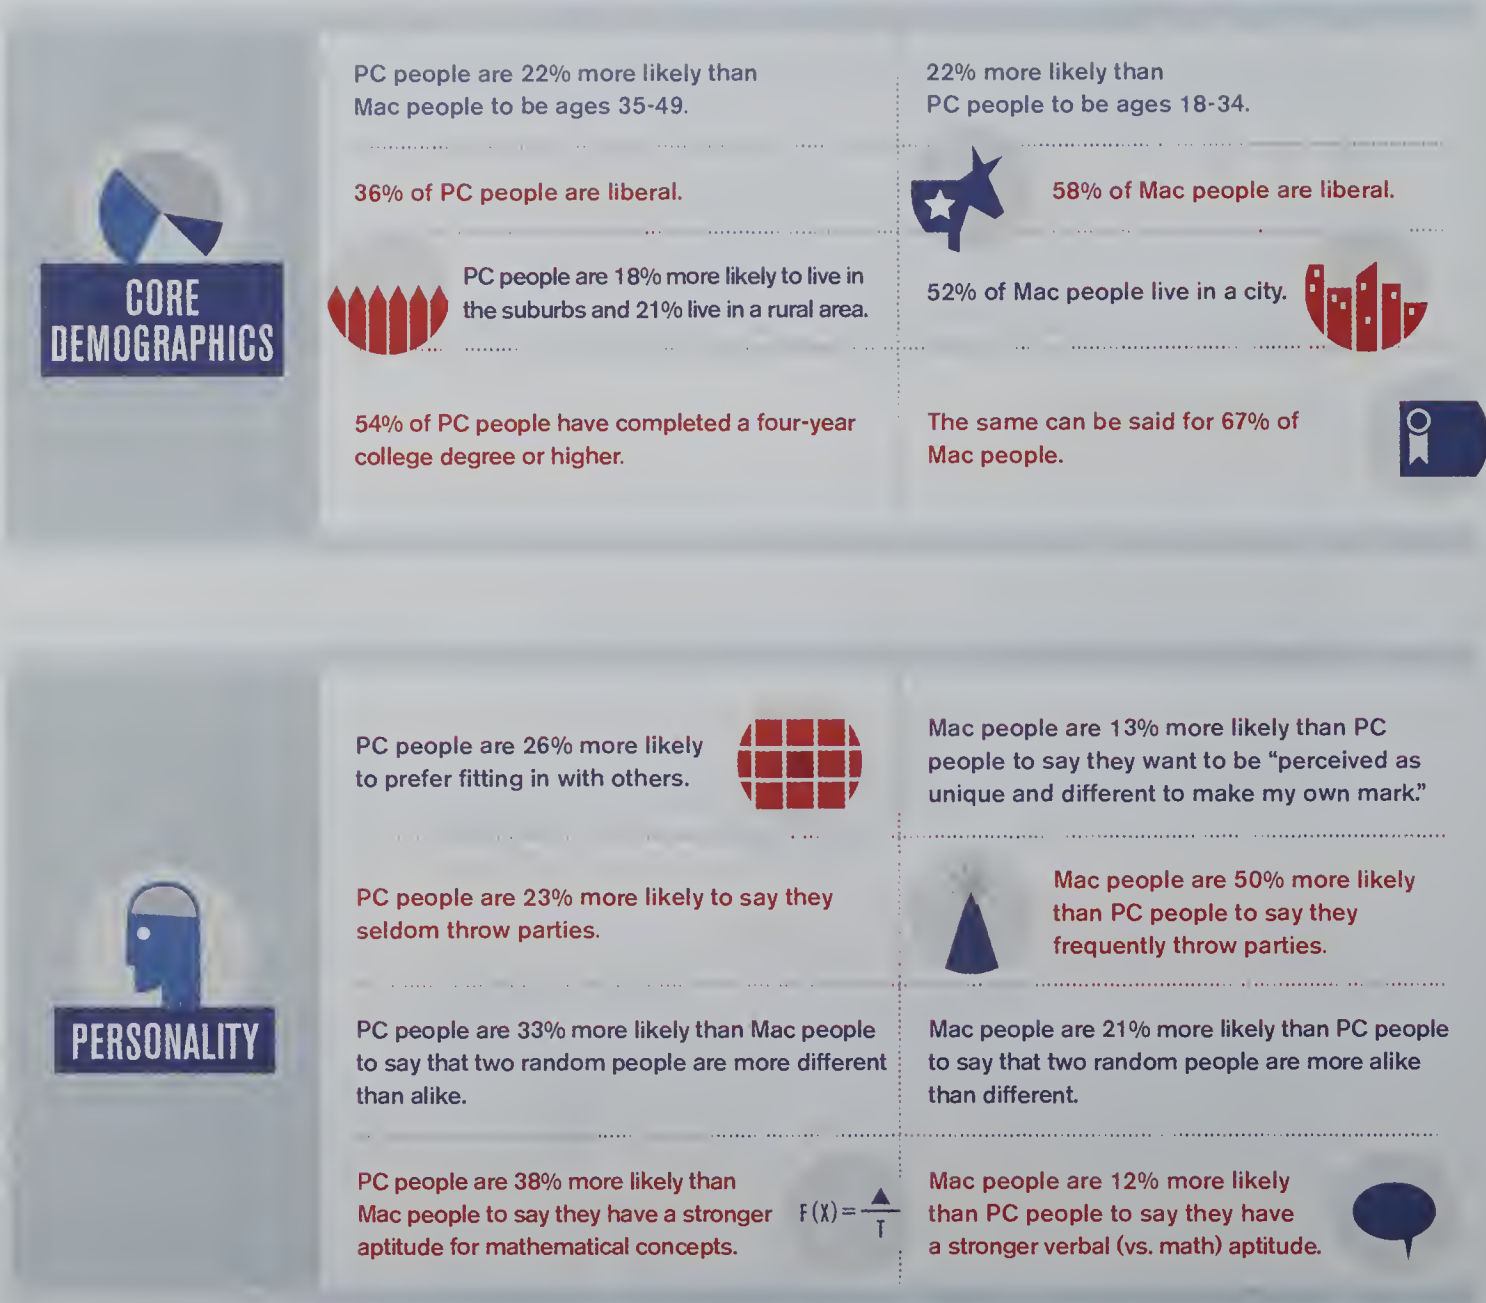 PC people are 22% more likely than
Mac people to be ages 35-49.
22% more likely than
PC people to be ages 18-34.
36% of PC people are liberal.
58% of Mac people are liberal.
CORE
DEMOGRAPHICS
PC people are 18% more likely to live in
the suburbs and 21% live in a rural area.
52% of Mac people live in a city.
54% of PC people have completed a four-year
college degree or higher.
The same can be said for 67% of
Mac people.
PC people are 26% more likely
to prefer fitting in with others.
Mac people are 13% more likely than PC
people to say they want to be “perceived as
unique and different to make my own mark.”
PC people are 23% more likely to say they
seldom throw parties.
Mac people are 50% more likely
than PC people to say they
frequently throw parties.
PERSONALITY
PC people are 33% more likely than Mac people
to say that two random people are more different
than alike.
Mac people are 21% more likely than PC people
to say that two random people are more alike
than different.
PC people are 38% more likely than
Mac people to say they have a stronger
aptitude for mathematical concepts.
F(X)=▲/T
Mac people are 12% more likely
than PC people to say they have
a stronger verbal (vs. math) aptitude.